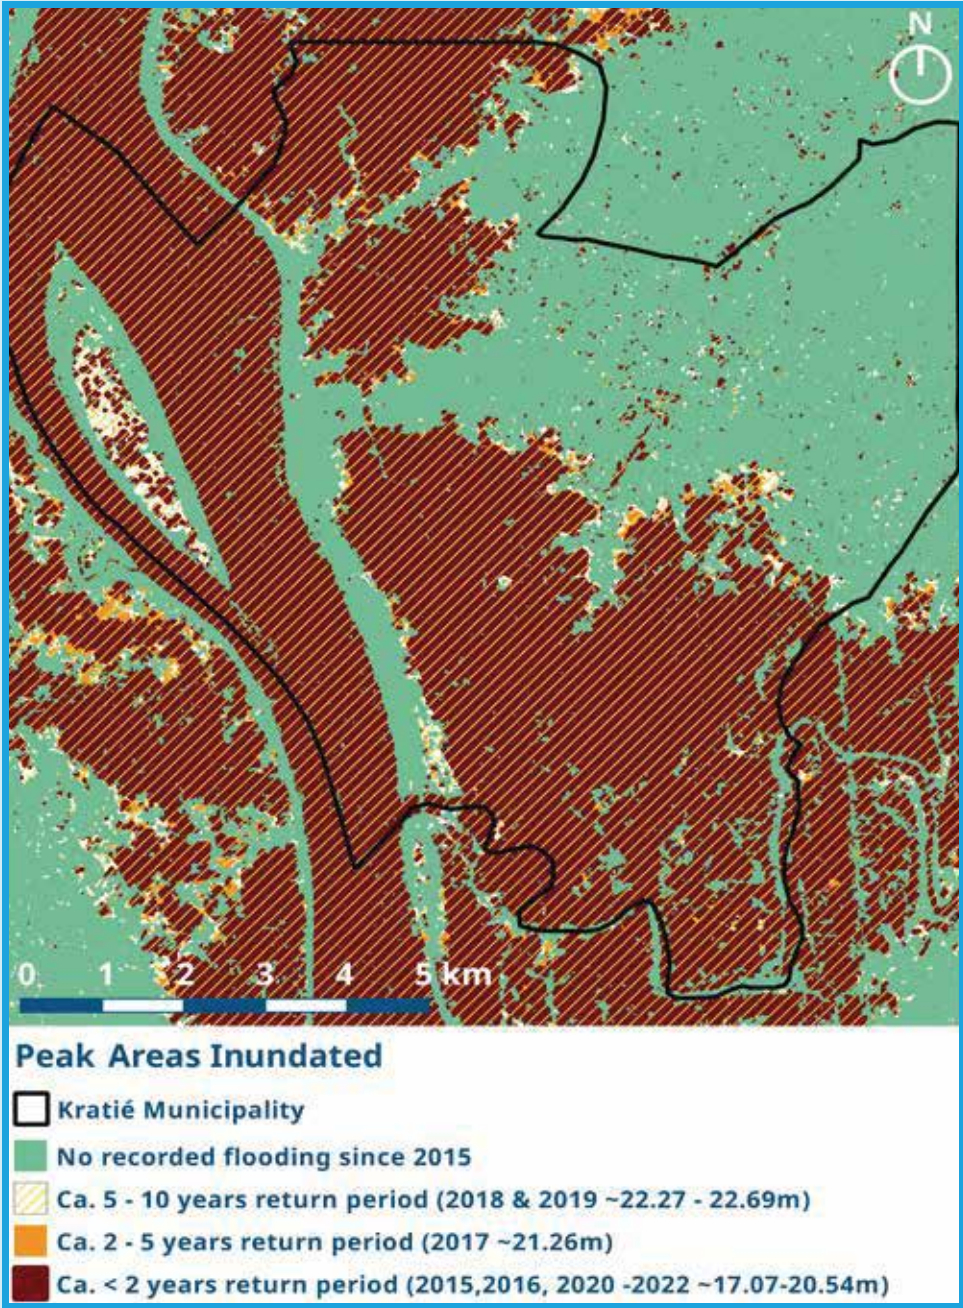 N
0 1 2 3 4 5 km
Peak Areas Inundated
Kratié Municipality
No recorded flooding since 2015
Ca. 5 - 10 years return period (2018 & 2019 ~22.27 - 22.69m)
Ca. 2 - 5 years return period (2017 ~21.26m)
Ca. < 2 years return period (2015,2016, 2020 -2022 ~17.07-20.54m)